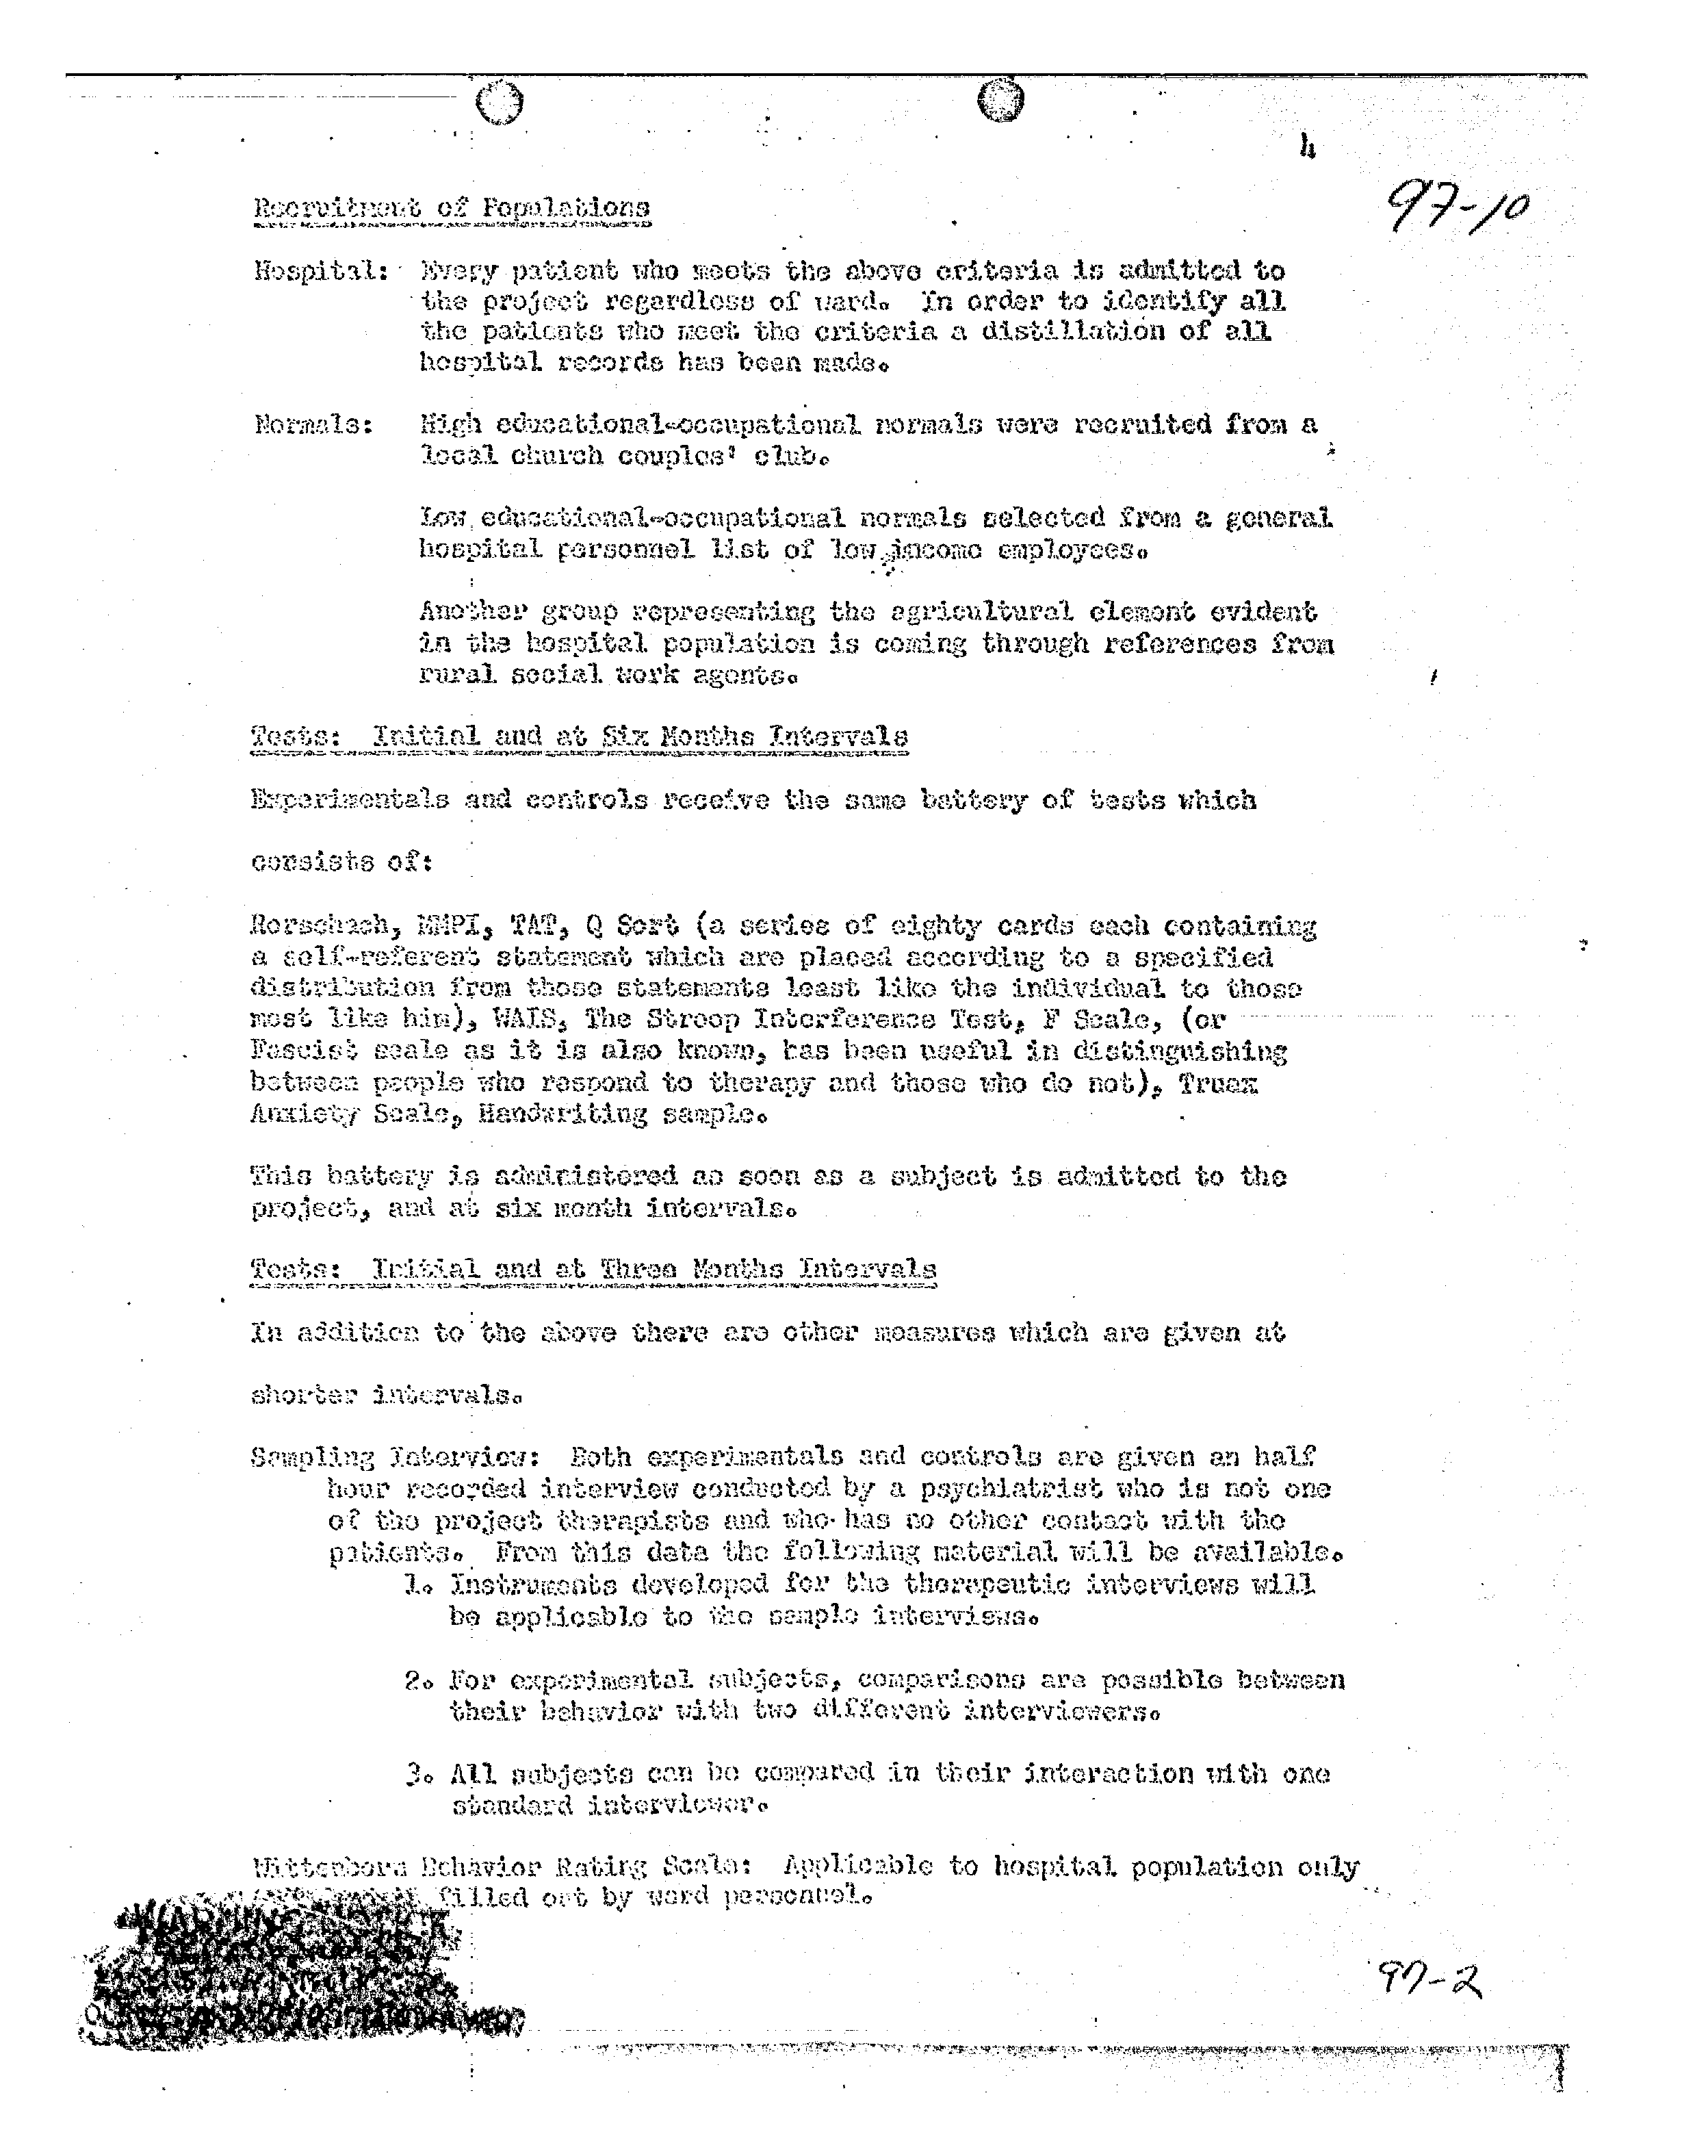 4
97-10
Recruitment of Populations
Hospital: Every patient who meets the above criteria is admitted to
the project regardless of ward. In order to identify all
the patients who meet the criteria a distillation of all
hospital records has been made.
Normals: High educational-occupational normals were recruited from a
local church couples' club.
Low educational-occupational normals selected from a general
hospital personnel list of low income employees.
Another group representing the agricultural element evident
in the hospital population is coming through references from
rural social work agents.
Tests: Initial and at Six Months Intervals
Experimentals and controls receive the same battery of tests which
consists of:
Rorschach, MMPI, TAT, Q Sort (a series of eighty cards each containing
a self-referent statement which are placed according to a specified
distribution from those statements least like the individual to those
most like him), WAIS, The Stroop Interference Test, F Scale, (or
Fascist scale as it is also known, has been useful in distinguishing
between people who respond to therapy and those who do not), Truax
Anxiety Scale, Handwriting sample.
This battery is administered as soon as a subject is admitted to the
project, and at six month intervals.
Tests: Initial and at Three Months Intervals
In addition to the above there are other measures which are given at
shorter intervals.
Sampling Interview: Both experimentals and controls are given an half
hour recorded interview conducted by a psychiatrist who is not one
of the project therapists and who has no other contact with the
patients. From this data the following material will be available.
1. Instruments developed for the therapeutic interviews will
be applicable to the sample interviews.
2. For experimental subjects, comparisons are possible between
their behavior with two different interviewers.
3. All subjects can be compared in their interaction with one
standard interviewer.
Wittenborn Behavior Rating Scale: Applicable to hospital population only
filled out by ward personnel.
97-2